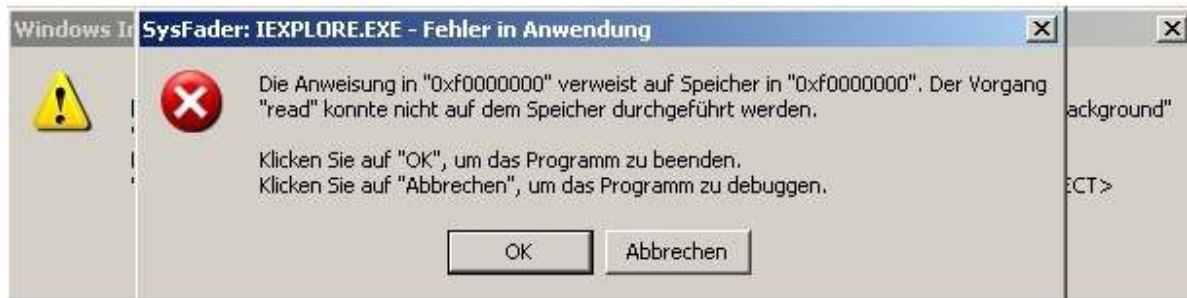 Windows
SysFader: IEXPLORE.EXE - Fehler in Anwendung
Die Anweisung in "0xf0000000" verweist auf Speicher in "0xf0000000". Der Vorgang
"read" konnte nicht auf dem Speicher durchgeführt werden.
Klicken Sie auf "OK", um das Programm zu beenden.
Klicken Sie auf "Abbrechen", um das Programm zu debuggen.
OK
Abbrechen
ackground"
ECT>